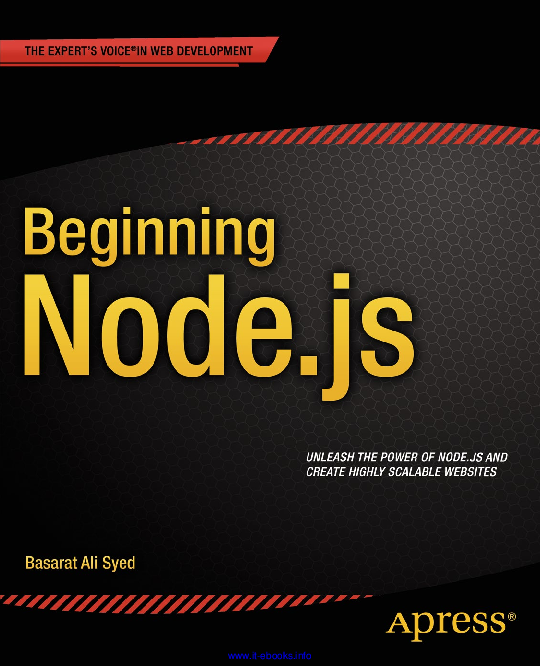 THE EXPERT'S VOICE® IN WEB DEVELOPMENT
Beginning
Node.js
UNLEASH THE POWER OF NODE.JS AND
CREATE HIGHLY SCALABLE WEBSITES
Basarat Ali Syed
Apress®
www.it-ebooks.info